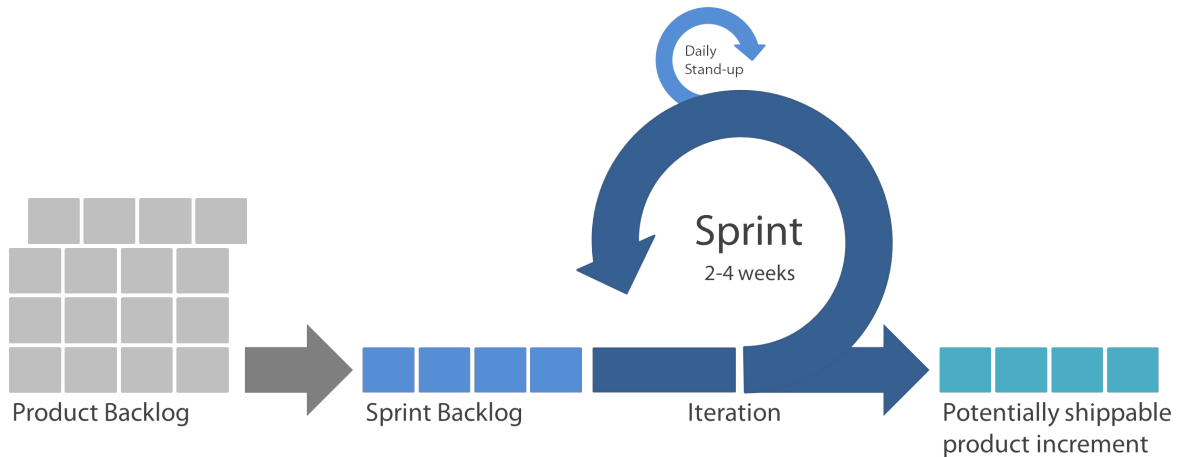 Daily
Stand-up
Sprint
2-4 weeks
Product Backlog
Sprint Backlog
Iteration
Potentially shippable
product increment